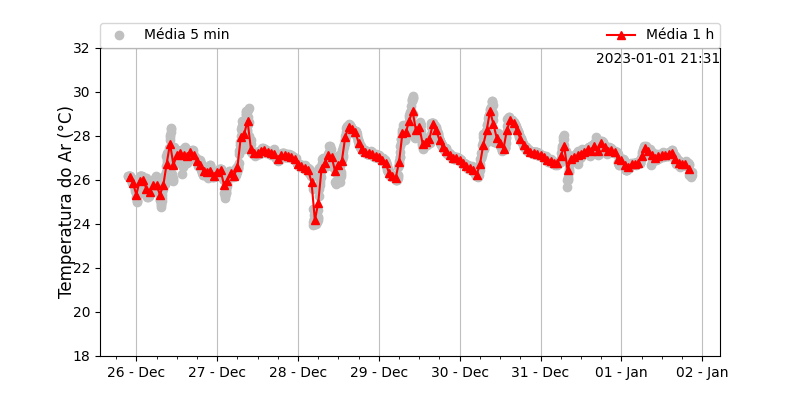 Média 5 min
Média 1 h
2023-01-01 21:31
Temperatura do Ar (°C)
32
30
28
26
24
22
20
18
26 - Dec
27 - Dec
28 - Dec
29 - Dec
30 - Dec
31 - Dec
01 - Jan
02 - Jan